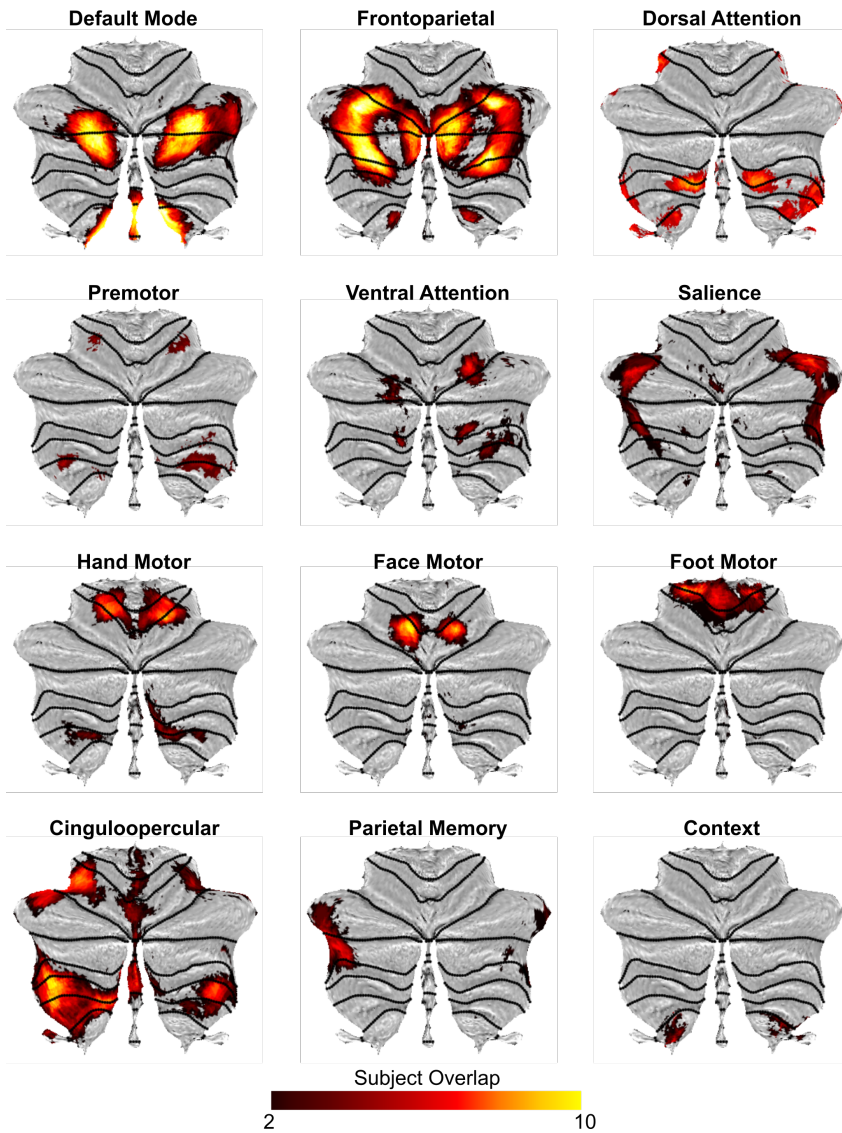 Default Mode
Frontoparietal
Dorsal Attention
Premotor
Ventral Attention
Salience
Hand Motor
Face Motor
Foot Motor
Cinguloopercular
Parietal Memory
Context
Subject Overlap
2
10